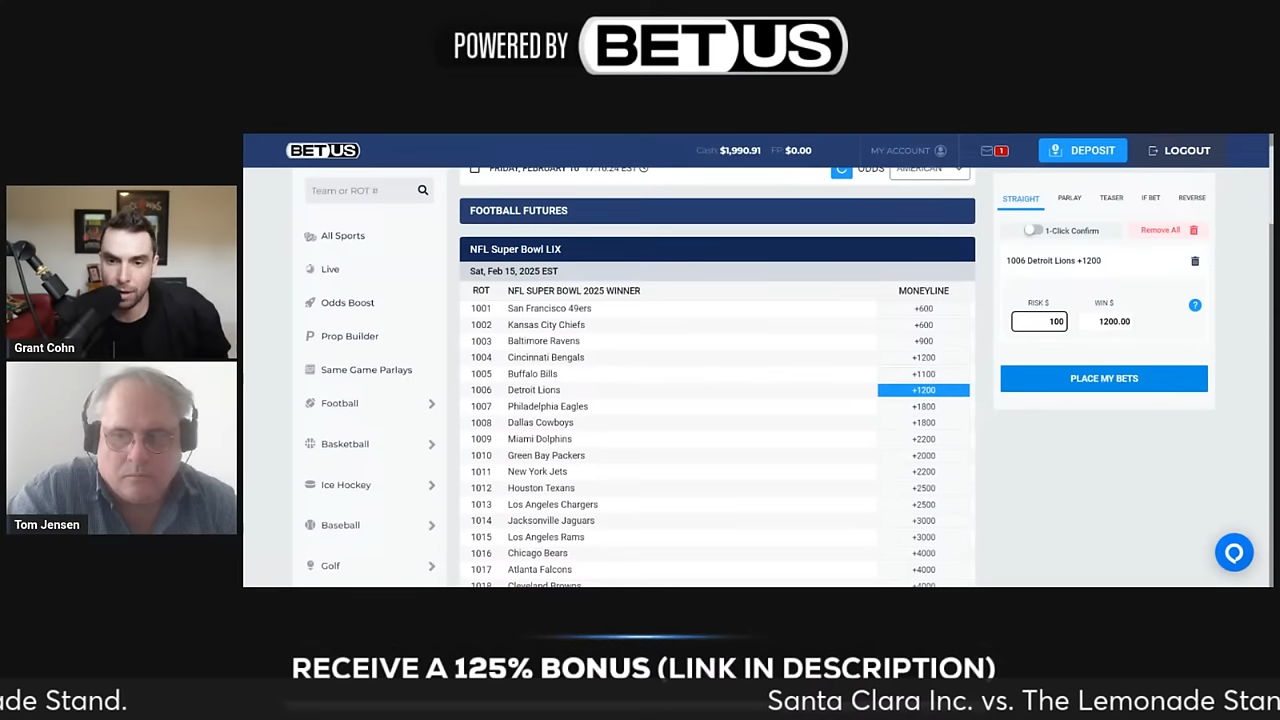 POWERED BY BETUS
BETUS
Cash: $1,990.91 FP: $0.00
MY ACCOUNT
1
DEPOSIT
LOGOUT
Team or ROT #
All Sports
Live
Odds Boost
Prop Builder
Same Game Parlays
Football
Basketball
Ice Hockey
Baseball
Golf
ODDS
AMERICAN
FOOTBALL FUTURES
NFL Super Bowl LIX
Sat, Feb 15, 2025 EST
ROT NFL SUPER BOWL 2025 WINNER MONEYLINE
1001 San Francisco 49ers +600
1002 Kansas City Chiefs +600
1003 Baltimore Ravens +900
1004 Cincinnati Bengals +1200
1005 Buffalo Bills +1100
1006 Detroit Lions +1200
1007 Philadelphia Eagles +1800
1008 Dallas Cowboys +1800
1009 Miami Dolphins +2200
1010 Green Bay Packers +2000
1011 New York Jets +2200
1012 Houston Texans +2500
1013 Los Angeles Chargers +2500
1014 Jacksonville Jaguars +3000
1015 Los Angeles Rams +3000
1016 Chicago Bears +4000
1017 Atlanta Falcons +4000
1018 Cleveland Browns +4000
STRAIGHT PARLAY TEASER IF BET REVERSE
1-Click Confirm Remove All
1006 Detroit Lions +1200
RISK $ WIN $
100 1200.00
?
PLACE MY BETS
Grant Cohn
Tom Jensen
RECEIVE A 125% BONUS (LINK IN DESCRIPTION)
ade Stand. Santa Clara Inc. vs. The Lemonade Stan